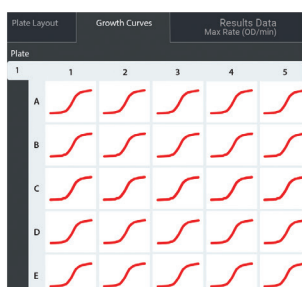 Plate Layout
Growth Curves
Results Data
Max Rate (OD/min)
Plate
1 1 2 3 4 5
A
B
C
D
E